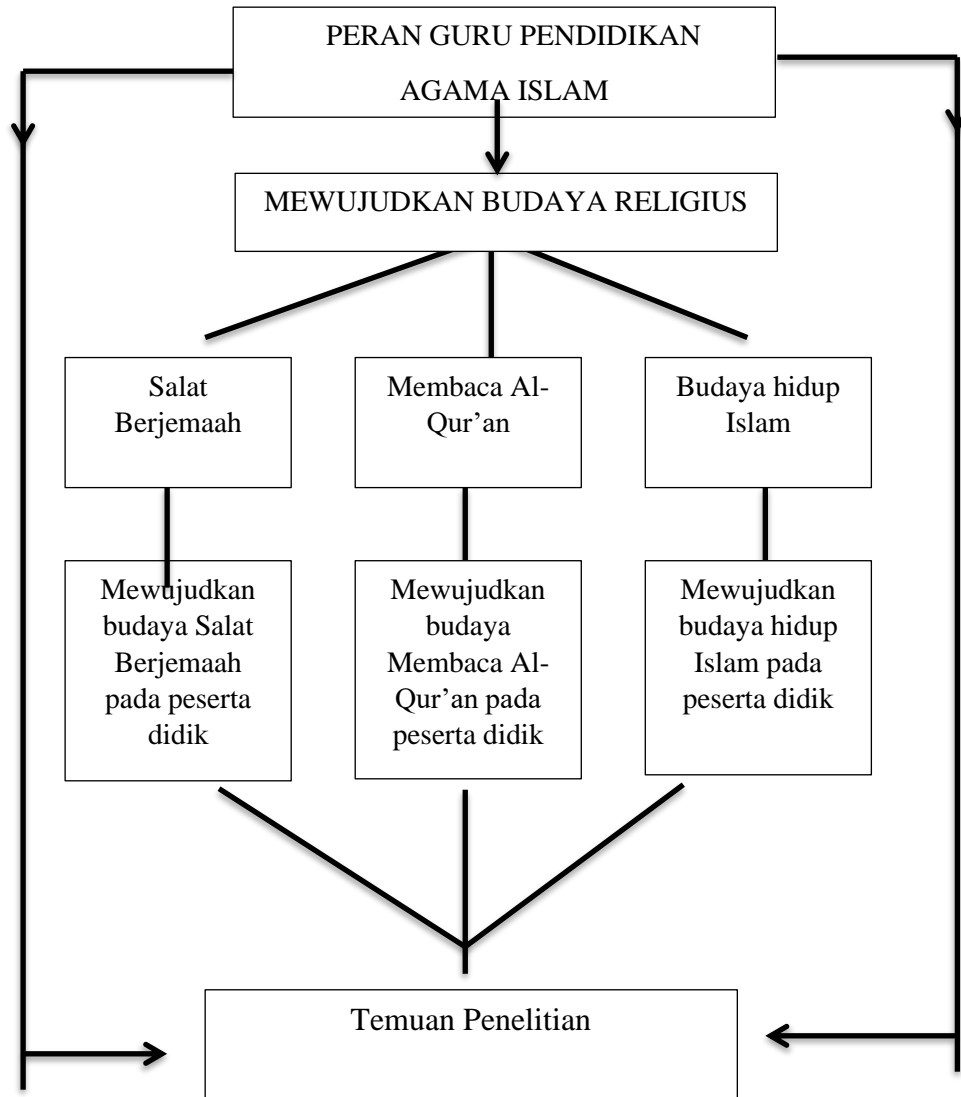 PERAN GURU PENDIDIKAN
AGAMA ISLAM
MEWUJUDKAN BUDAYA RELIGIUS
Salat
Berjemaah
Membaca Al-
Qur’an
Budaya hidup
Islam
Mewujudkan
budaya Salat
Berjemaah
pada peserta
didik
Mewujudkan
budaya
Membaca Al-
Qur’an pada
peserta didik
Mewujudkan
budaya hidup
Islam pada
peserta didik
Temuan Penelitian